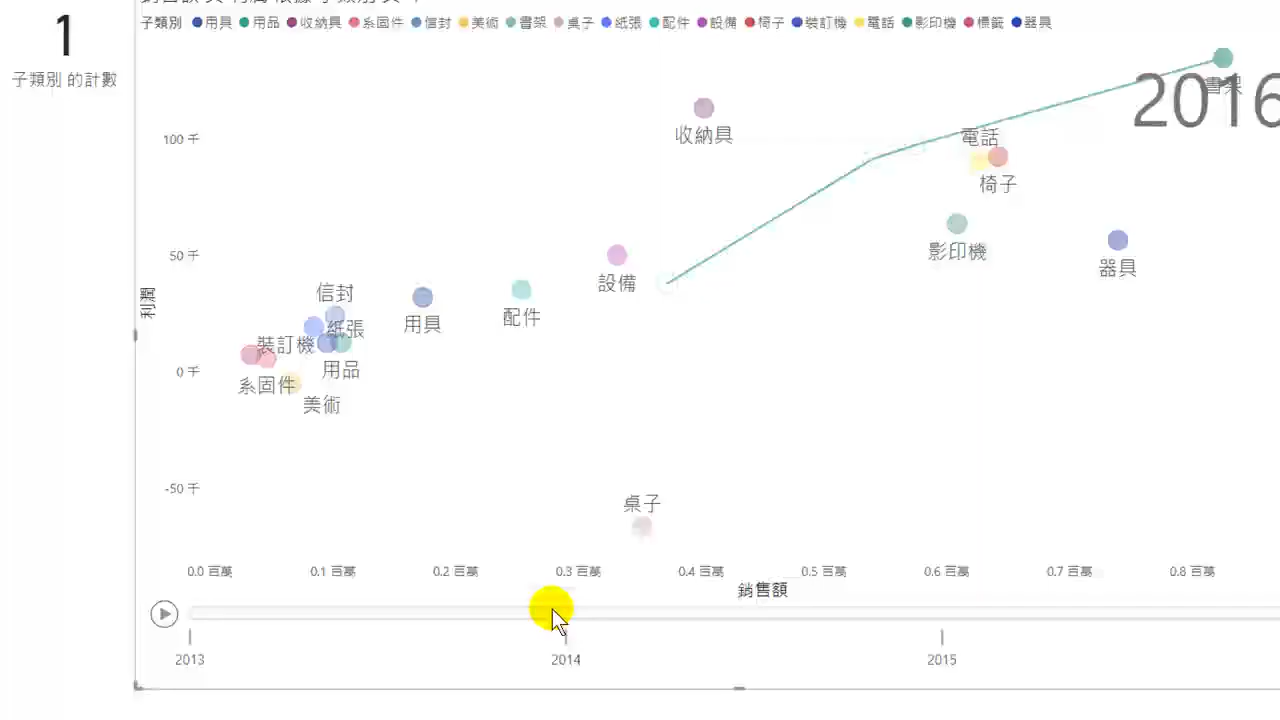 1
子類別 的計數
子類別 用具 用品 收納具 糸固件 信封 美術 書架 桌子 紙張 配件 設備 椅子 裝訂機 電話 影印機 標籤 器具
2016
書架
收納具
100 千
電話
椅子
影印機
器具
50 千
設備
利潤
信封
配件
用具
紙張
裝訂機
用品
0 千
糸固件
美術
-50 千
桌子
0.0 百萬 0.1 百萬 0.2 百萬 0.3 百萬 0.4 百萬 0.5 百萬 0.6 百萬 0.7 百萬 0.8 百萬
銷售額
2013 2014 2015